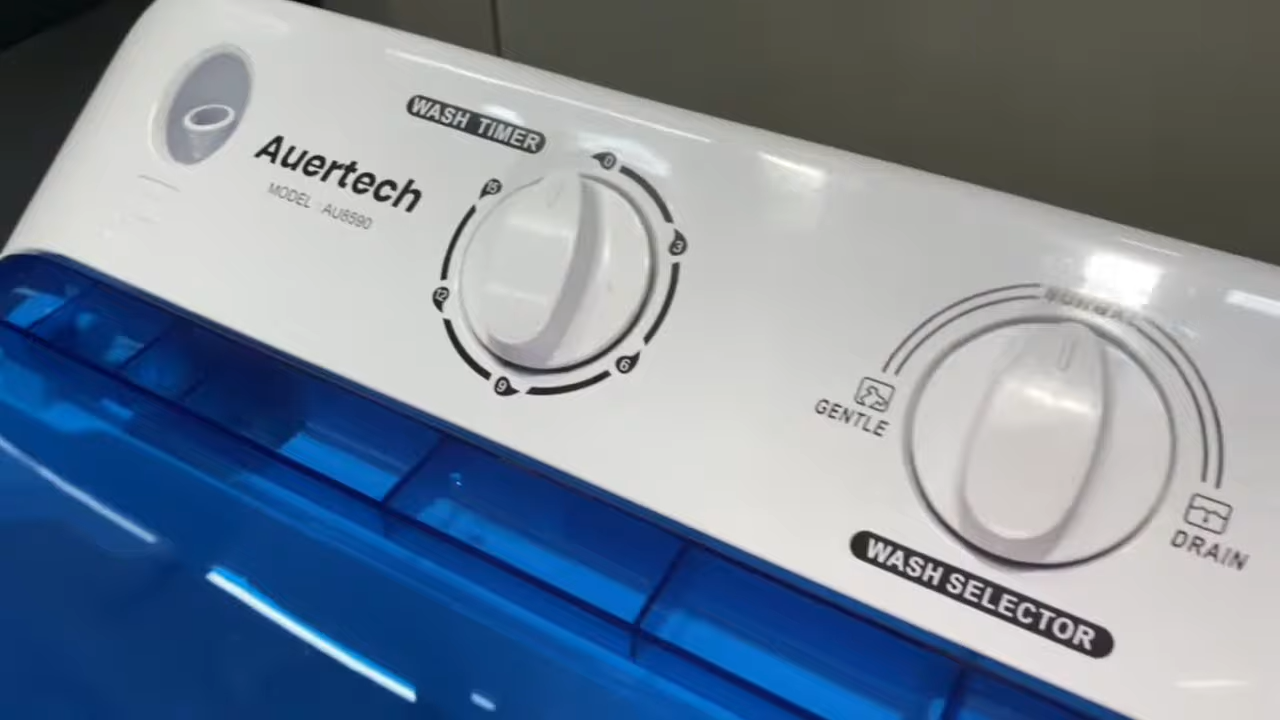 WASH TIMER
Auertech
MODEL : AU8590
0
15
3
12
6
9
GENTLE
DRAIN
WASH SELECTOR